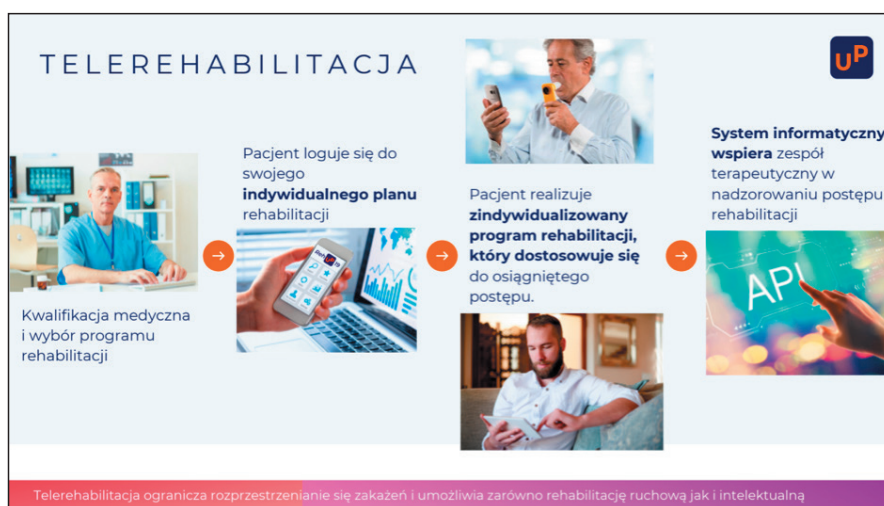 TELEREHABILITACJA
UP
Kwalifikacja medyczna
i wybór programu
rehabilitacji
Pacjent loguje się do
swojego
indywidualnego planu
rehabilitacji
Pacjent realizuje
zindywidualizowany
program rehabilitacji,
który dostosowuje się
do osiągniętego
postępu.
System informatyczny
wspiera zespół
terapeutyczny w
nadzorowaniu postępu
rehabilitacji
API
Telerehabilitacja ogranicza rozprzestrzenianie się zakażeń i umożliwia zarówno rehabilitację ruchową jak i intelektualną